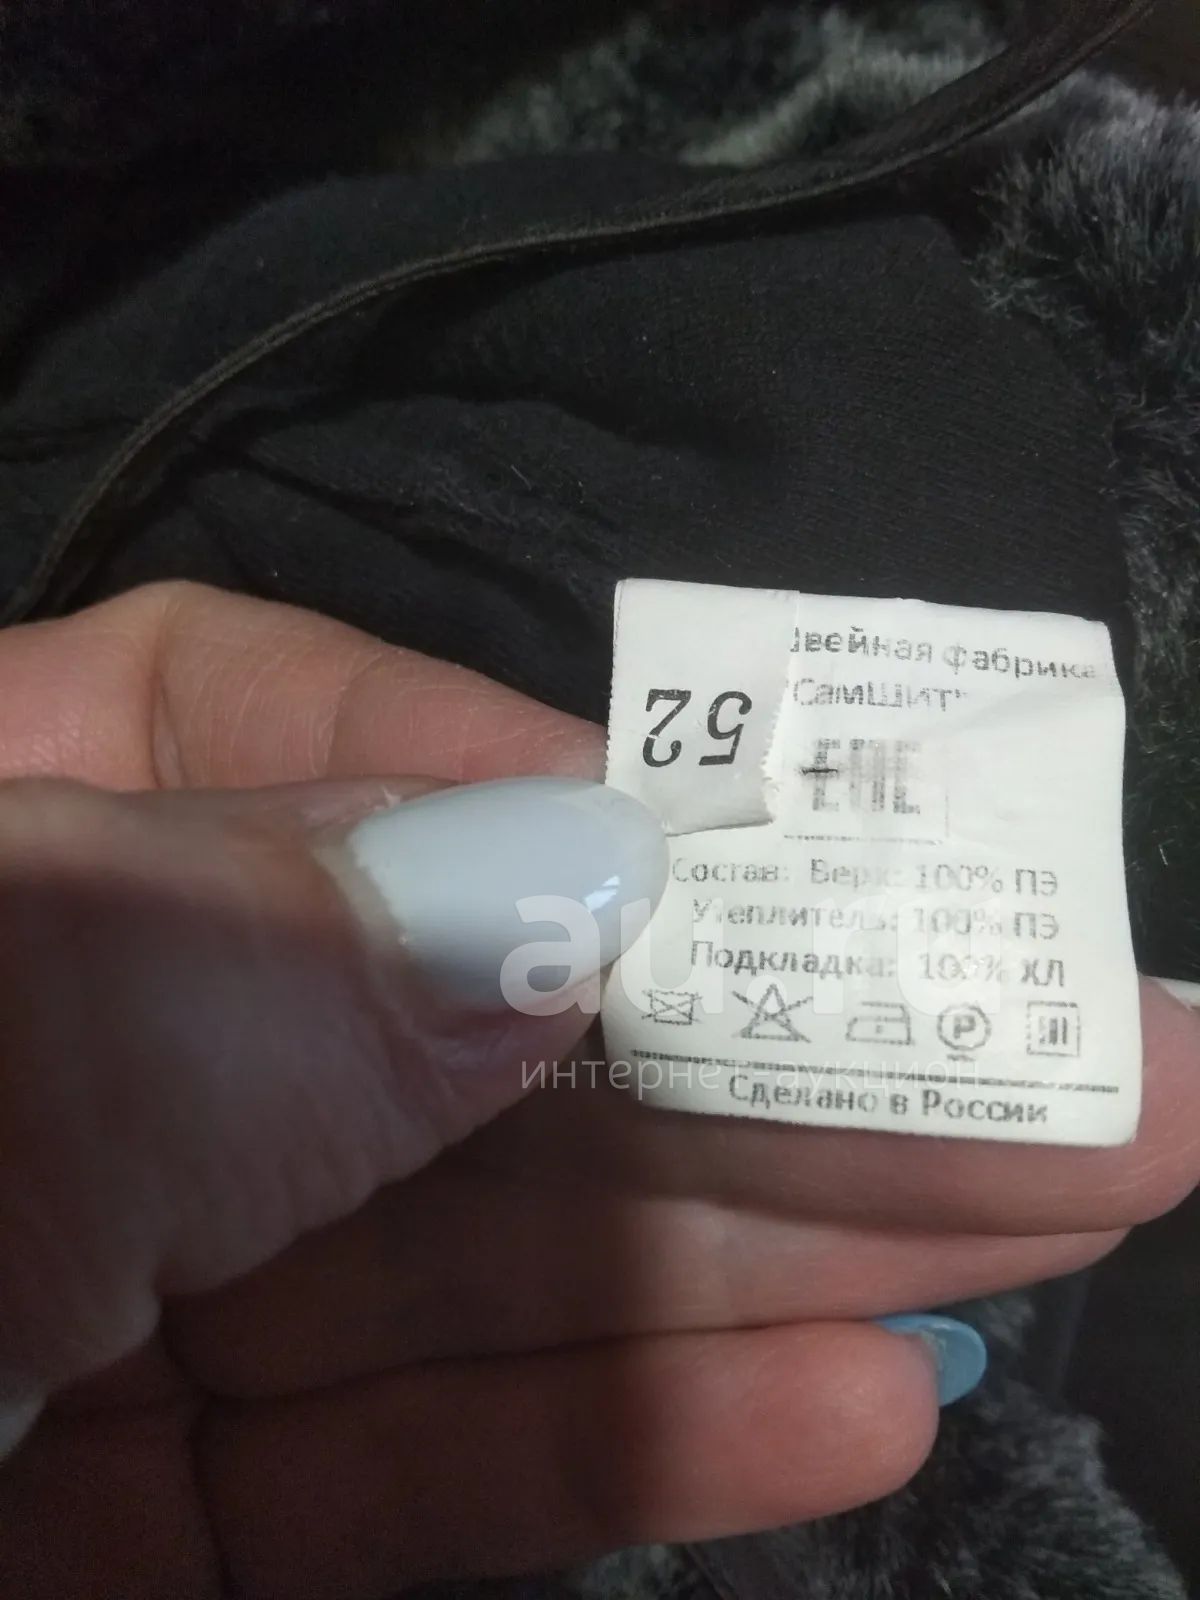 швейная фабрика
"Самшит"
52
Состав: Верх: 100% ПЭ
Утеплитель: 100% ПЭ
Подкладка: 100% ХЛ
P
Сделано в России
au.ru
интернет-аукцион